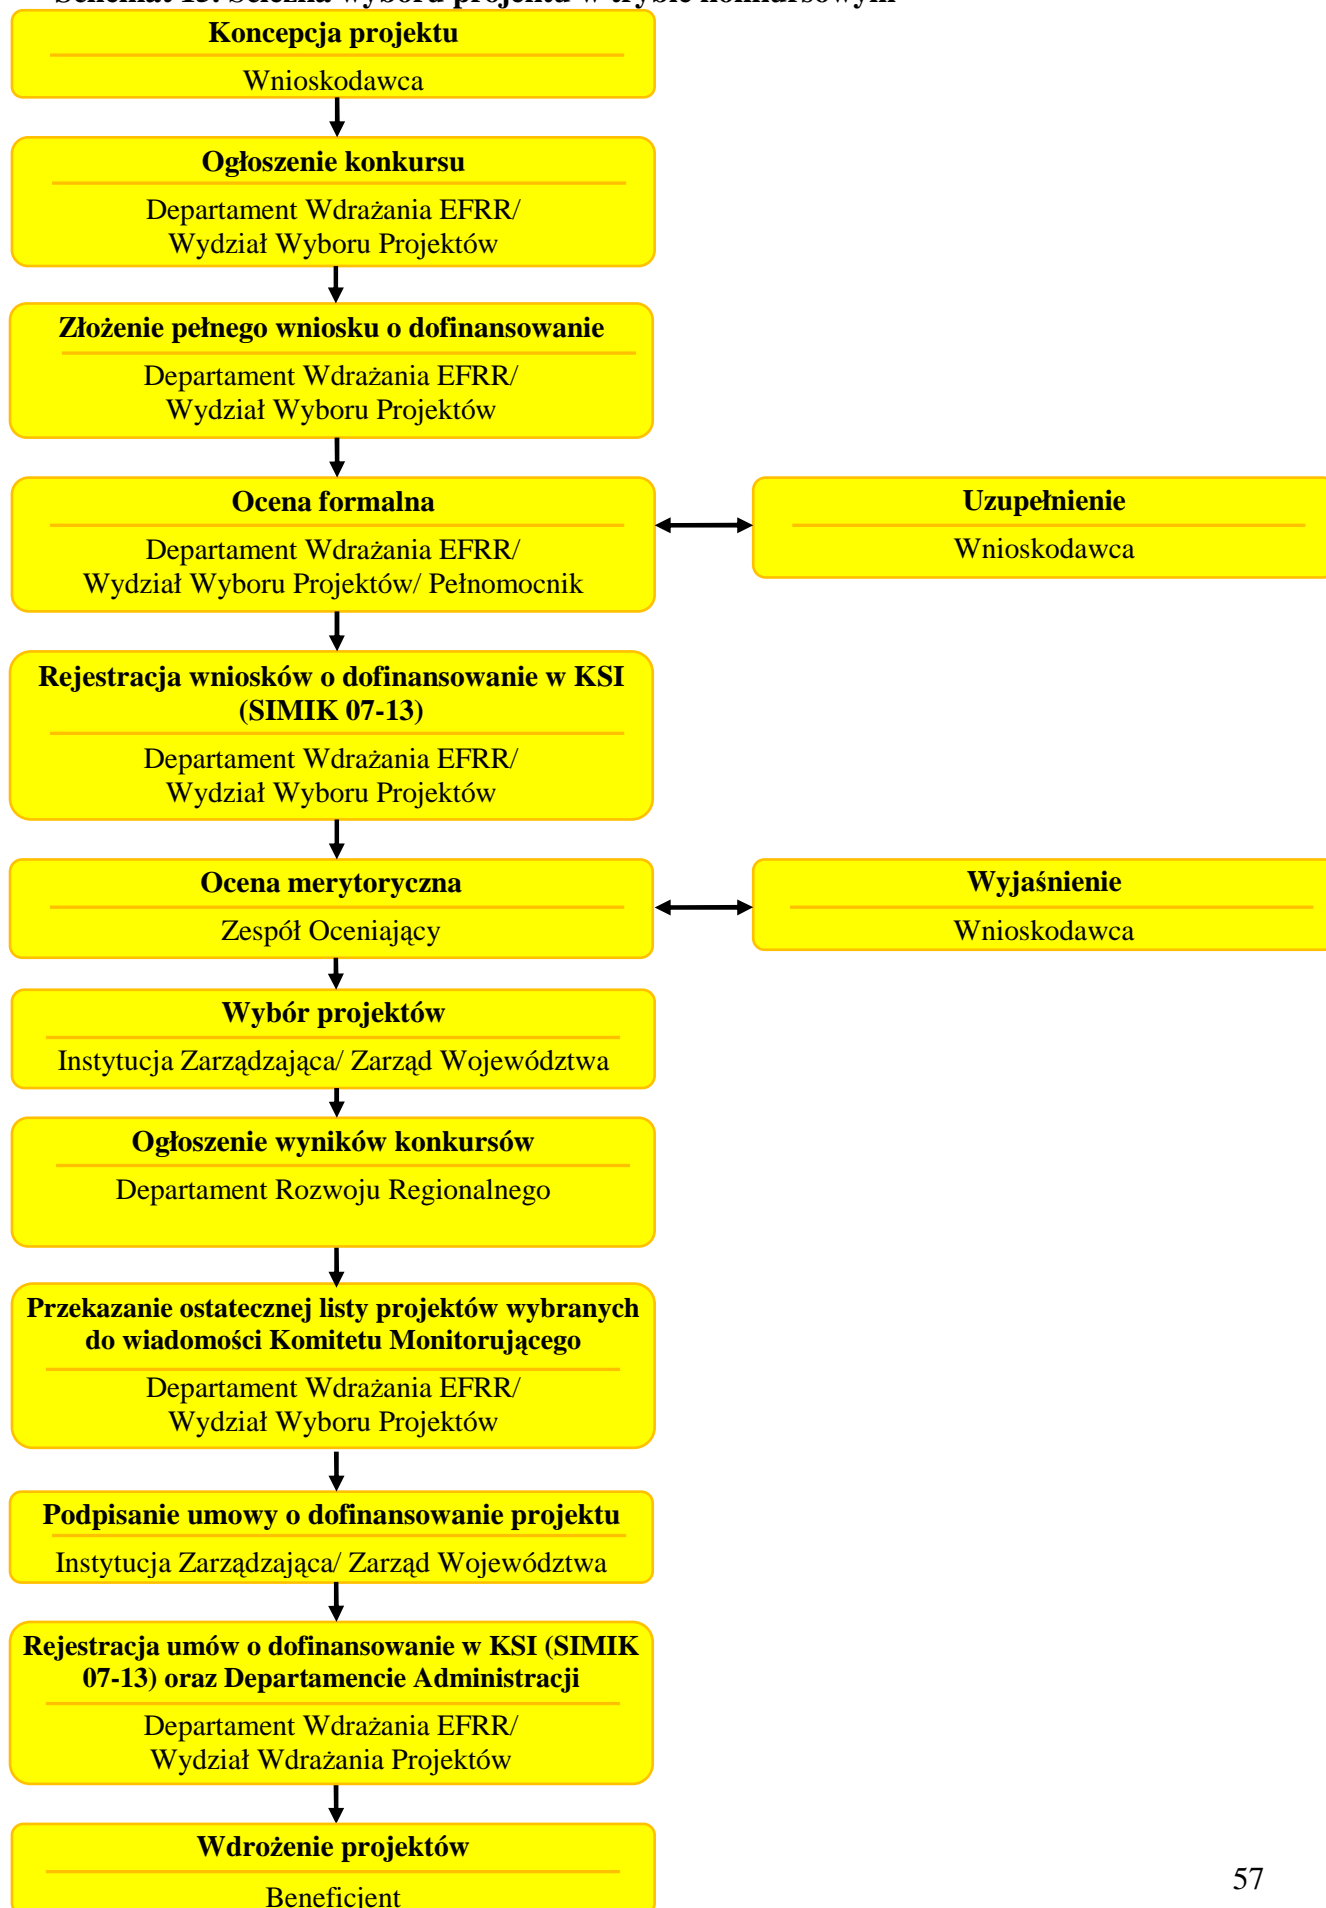 Koncepcja projektu
Wnioskodawca
Ogłoszenie konkursu
Departament Wdrażania EFRR/
Wydział Wyboru Projektów
Złożenie pełnego wniosku o dofinansowanie
Departament Wdrażania EFRR/
Wydział Wyboru Projektów
Ocena formalna
Departament Wdrażania EFRR/
Wydział Wyboru Projektów/ Pełnomocnik
Uzupełnienie
Wnioskodawca
Rejestracja wniosków o dofinansowanie w KSI
(SIMIK 07-13)
Departament Wdrażania EFRR/
Wydział Wyboru Projektów
Ocena merytoryczna
Zespół Oceniający
Wyjaśnienie
Wnioskodawca
Wybór projektów
Instytucja Zarządzająca/ Zarząd Województwa
Ogłoszenie wyników konkursów
Departament Rozwoju Regionalnego
Przekazanie ostatecznej listy projektów wybranych
do wiadomości Komitetu Monitorującego
Departament Wdrażania EFRR/
Wydział Wyboru Projektów
Podpisanie umowy o dofinansowanie projektu
Instytucja Zarządzająca/ Zarząd Województwa
Rejestracja umów o dofinansowanie w KSI (SIMIK
07-13) oraz Departamencie Administracji
Departament Wdrażania EFRR/
Wydział Wdrażania Projektów
Wdrożenie projektów
Beneficjent
57